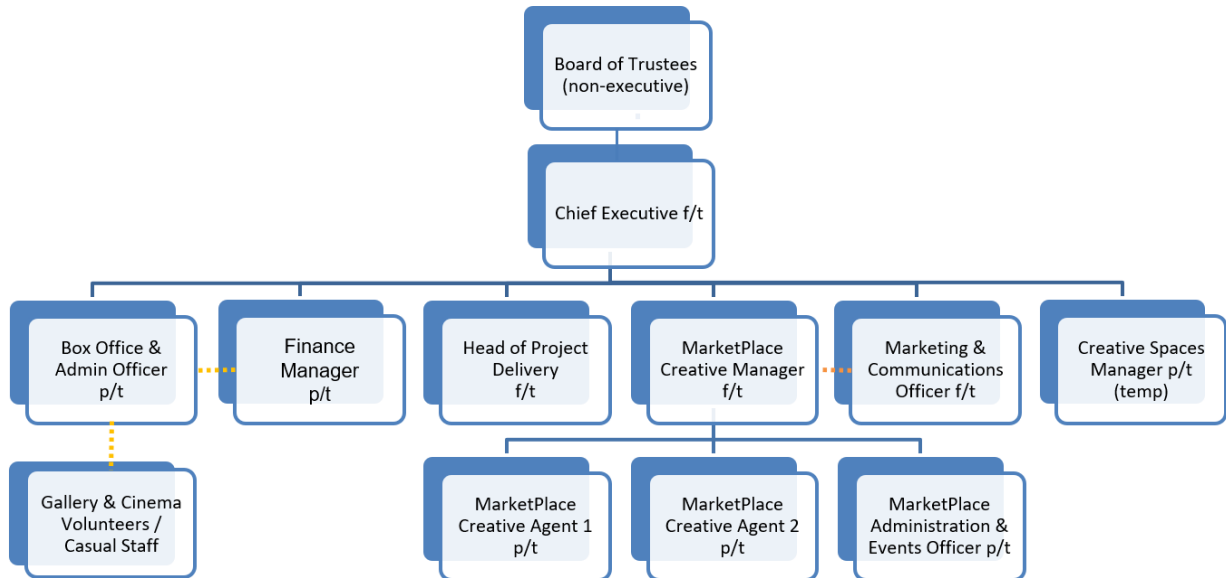 Board of Trustees
(non-executive)
Chief Executive f/t
Box Office &
Admin Officer
p/t
Finance
Manager
p/t
Head of Project
Delivery
f/t
MarketPlace
Creative Manager
f/t
Marketing &
Communications
Officer f/t
Creative Spaces
Manager p/t
(temp)
Gallery & Cinema
Volunteers /
Casual Staff
MarketPlace
Creative Agent 1
p/t
MarketPlace
Creative Agent 2
p/t
MarketPlace
Administration &
Events Officer p/t